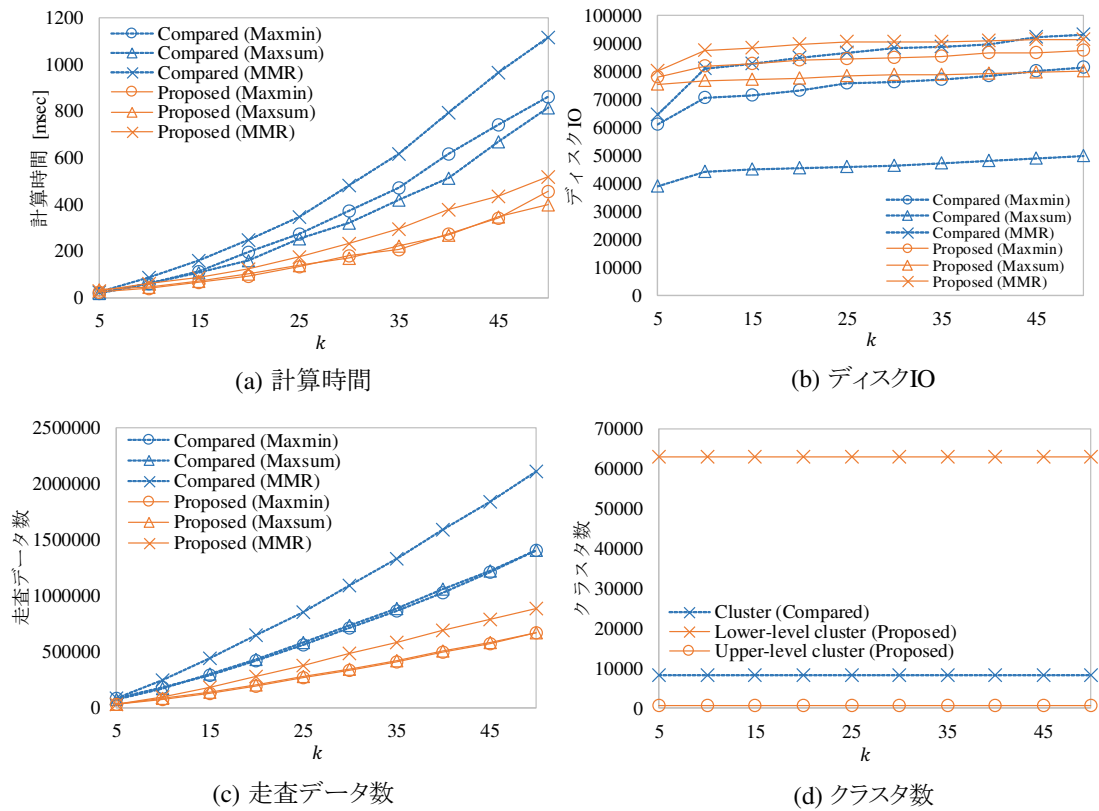 1200
1000
800
600
400
200
0
計算時間 [msec]
Compared (Maxmin)
Compared (Maxsum)
Compared (MMR)
Proposed (Maxmin)
Proposed (Maxsum)
Proposed (MMR)
5 15 25 35 45
k
(a) 計算時間
100000
90000
80000
70000
60000
50000
40000
30000
20000
10000
0
ディスクIO
Compared (Maxmin)
Compared (Maxsum)
Compared (MMR)
Proposed (Maxmin)
Proposed (Maxsum)
Proposed (MMR)
5 15 25 35 45
k
(b) ディスクIO
2500000
2000000
1500000
1000000
500000
0
走査データ数
Compared (Maxmin)
Compared (Maxsum)
Compared (MMR)
Proposed (Maxmin)
Proposed (Maxsum)
Proposed (MMR)
5 15 25 35 45
k
(c) 走査データ数
70000
60000
50000
40000
30000
20000
10000
0
クラスタ数
Cluster (Compared)
Lower-level cluster (Proposed)
Upper-level cluster (Proposed)
5 15 25 35 45
k
(d) クラスタ数